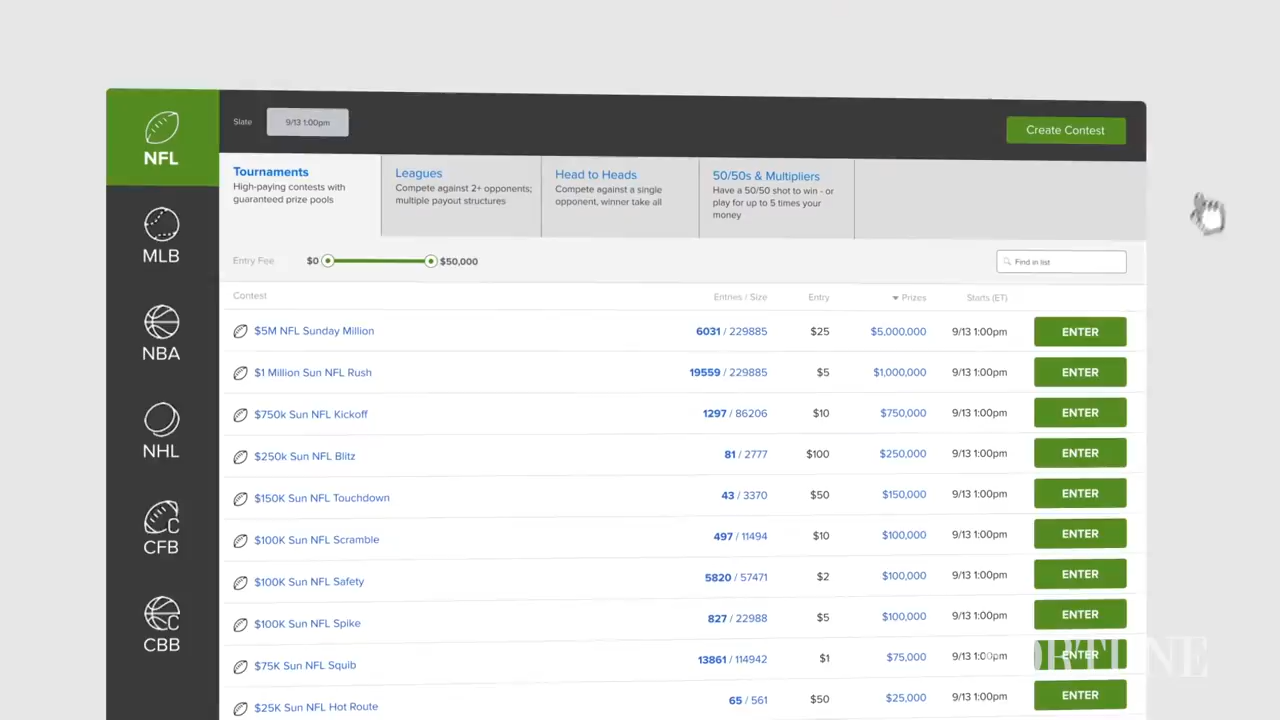 NFL
MLB
NBA
NHL
CFB
CBB
Slate
9/13 1:00pm
Create Contest
Tournaments
High-paying contests with
guaranteed prize pools
Leagues
Compete against 2+ opponents;
multiple payout structures
Head to Heads
Compete against a single
opponent, winner take all
50/50s & Multipliers
Have a 50/50 shot to win - or
play for up to 5 times your
money
Entry Fee $0 $50,000
Find in list
Contest Entries / Size Entry Prizes Starts (ET)
$5M NFL Sunday Million 6031 / 229885 $25 $5,000,000 9/13 1:00pm ENTER
$1 Million Sun NFL Rush 19559 / 229885 $5 $1,000,000 9/13 1:00pm ENTER
$750k Sun NFL Kickoff 1297 / 86206 $10 $750,000 9/13 1:00pm ENTER
$250k Sun NFL Blitz 81 / 2777 $100 $250,000 9/13 1:00pm ENTER
$150K Sun NFL Touchdown 43 / 3370 $50 $150,000 9/13 1:00pm ENTER
$100K Sun NFL Scramble 497 / 11494 $10 $100,000 9/13 1:00pm ENTER
$100K Sun NFL Safety 5820 / 57471 $2 $100,000 9/13 1:00pm ENTER
$100K Sun NFL Spike 827 / 22988 $5 $100,000 9/13 1:00pm ENTER
$75K Sun NFL Squib 13861 / 114942 $1 $75,000 9/13 1:00pm ENTER
$25K Sun NFL Hot Route 65 / 561 $50 $25,000 9/13 1:00pm ENTER
FORTUNE